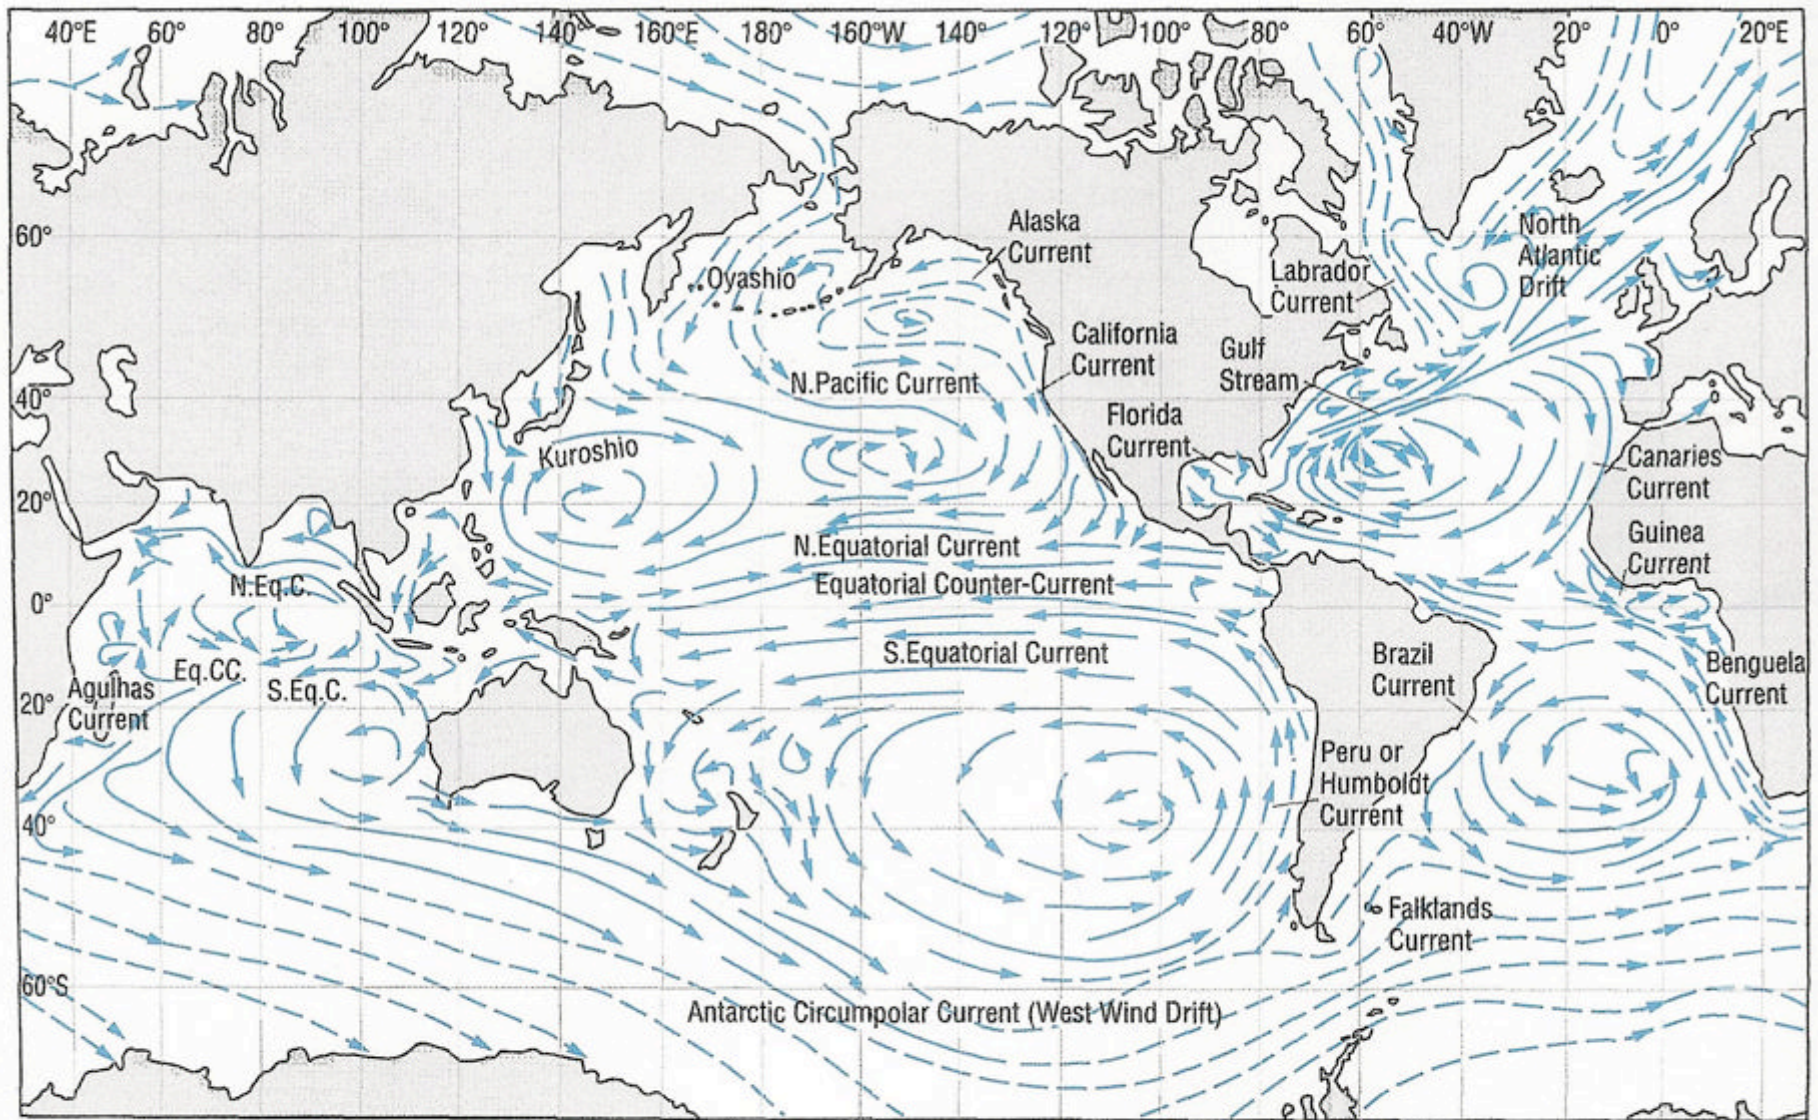 40°E 60° 80° 100° 120° 140° 160°E 180° 160°W 140° 120° 100° 80° 60° 40°W 20° 0° 20°E
60°
40°
20°
0°
20°
40°
60°S
Alaska
Current
Oyashio
North
Atlantic
Drift
Labrador
Current
California
Current
Gulf
Stream
N.Pacific Current
Florida
Current
Kuroshio
Canaries
Current
Guinea
Current
N.Equatorial Current
Equatorial Counter-Current
N.Eq.C.
S.Equatorial Current
Eq.CC.
S.Eq.C.
Agulhas
Current
Brazil
Current
Benguela
Current
Peru or
Humboldt
Current
Falklands
Current
Antarctic Circumpolar Current (West Wind Drift)